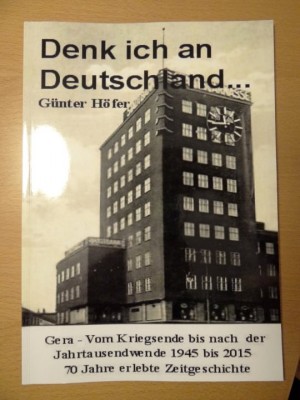 Denk ich an
Deutschland...
Günter Höfer
Gera - Vom Kriegsende bis nach der
Jahrtausendwende 1945 bis 2015
70 Jahre erlebte Zeitgeschichte